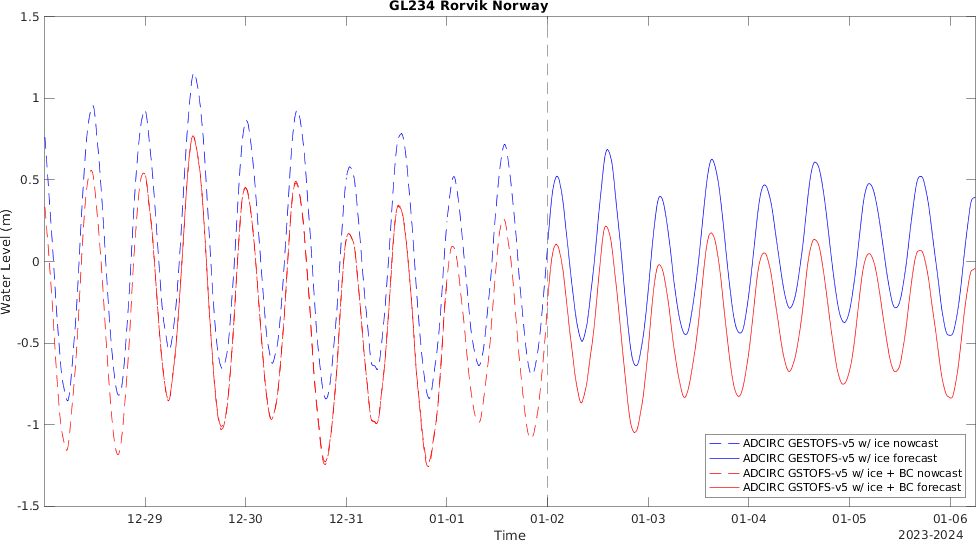 GL234 Rorvik Norway
1.5
1
0.5
0
-0.5
-1
-1.5
Water Level (m)
12-29
12-30
12-31
01-01
01-02
01-03
01-04
01-05
01-06
Time
2023-2024
ADCIRC GESTOFS-v5 w/ ice nowcast
ADCIRC GESTOFS-v5 w/ ice forecast
ADCIRC GSTOFS-v5 w/ ice + BC nowcast
ADCIRC GSTOFS-v5 w/ ice + BC forecast